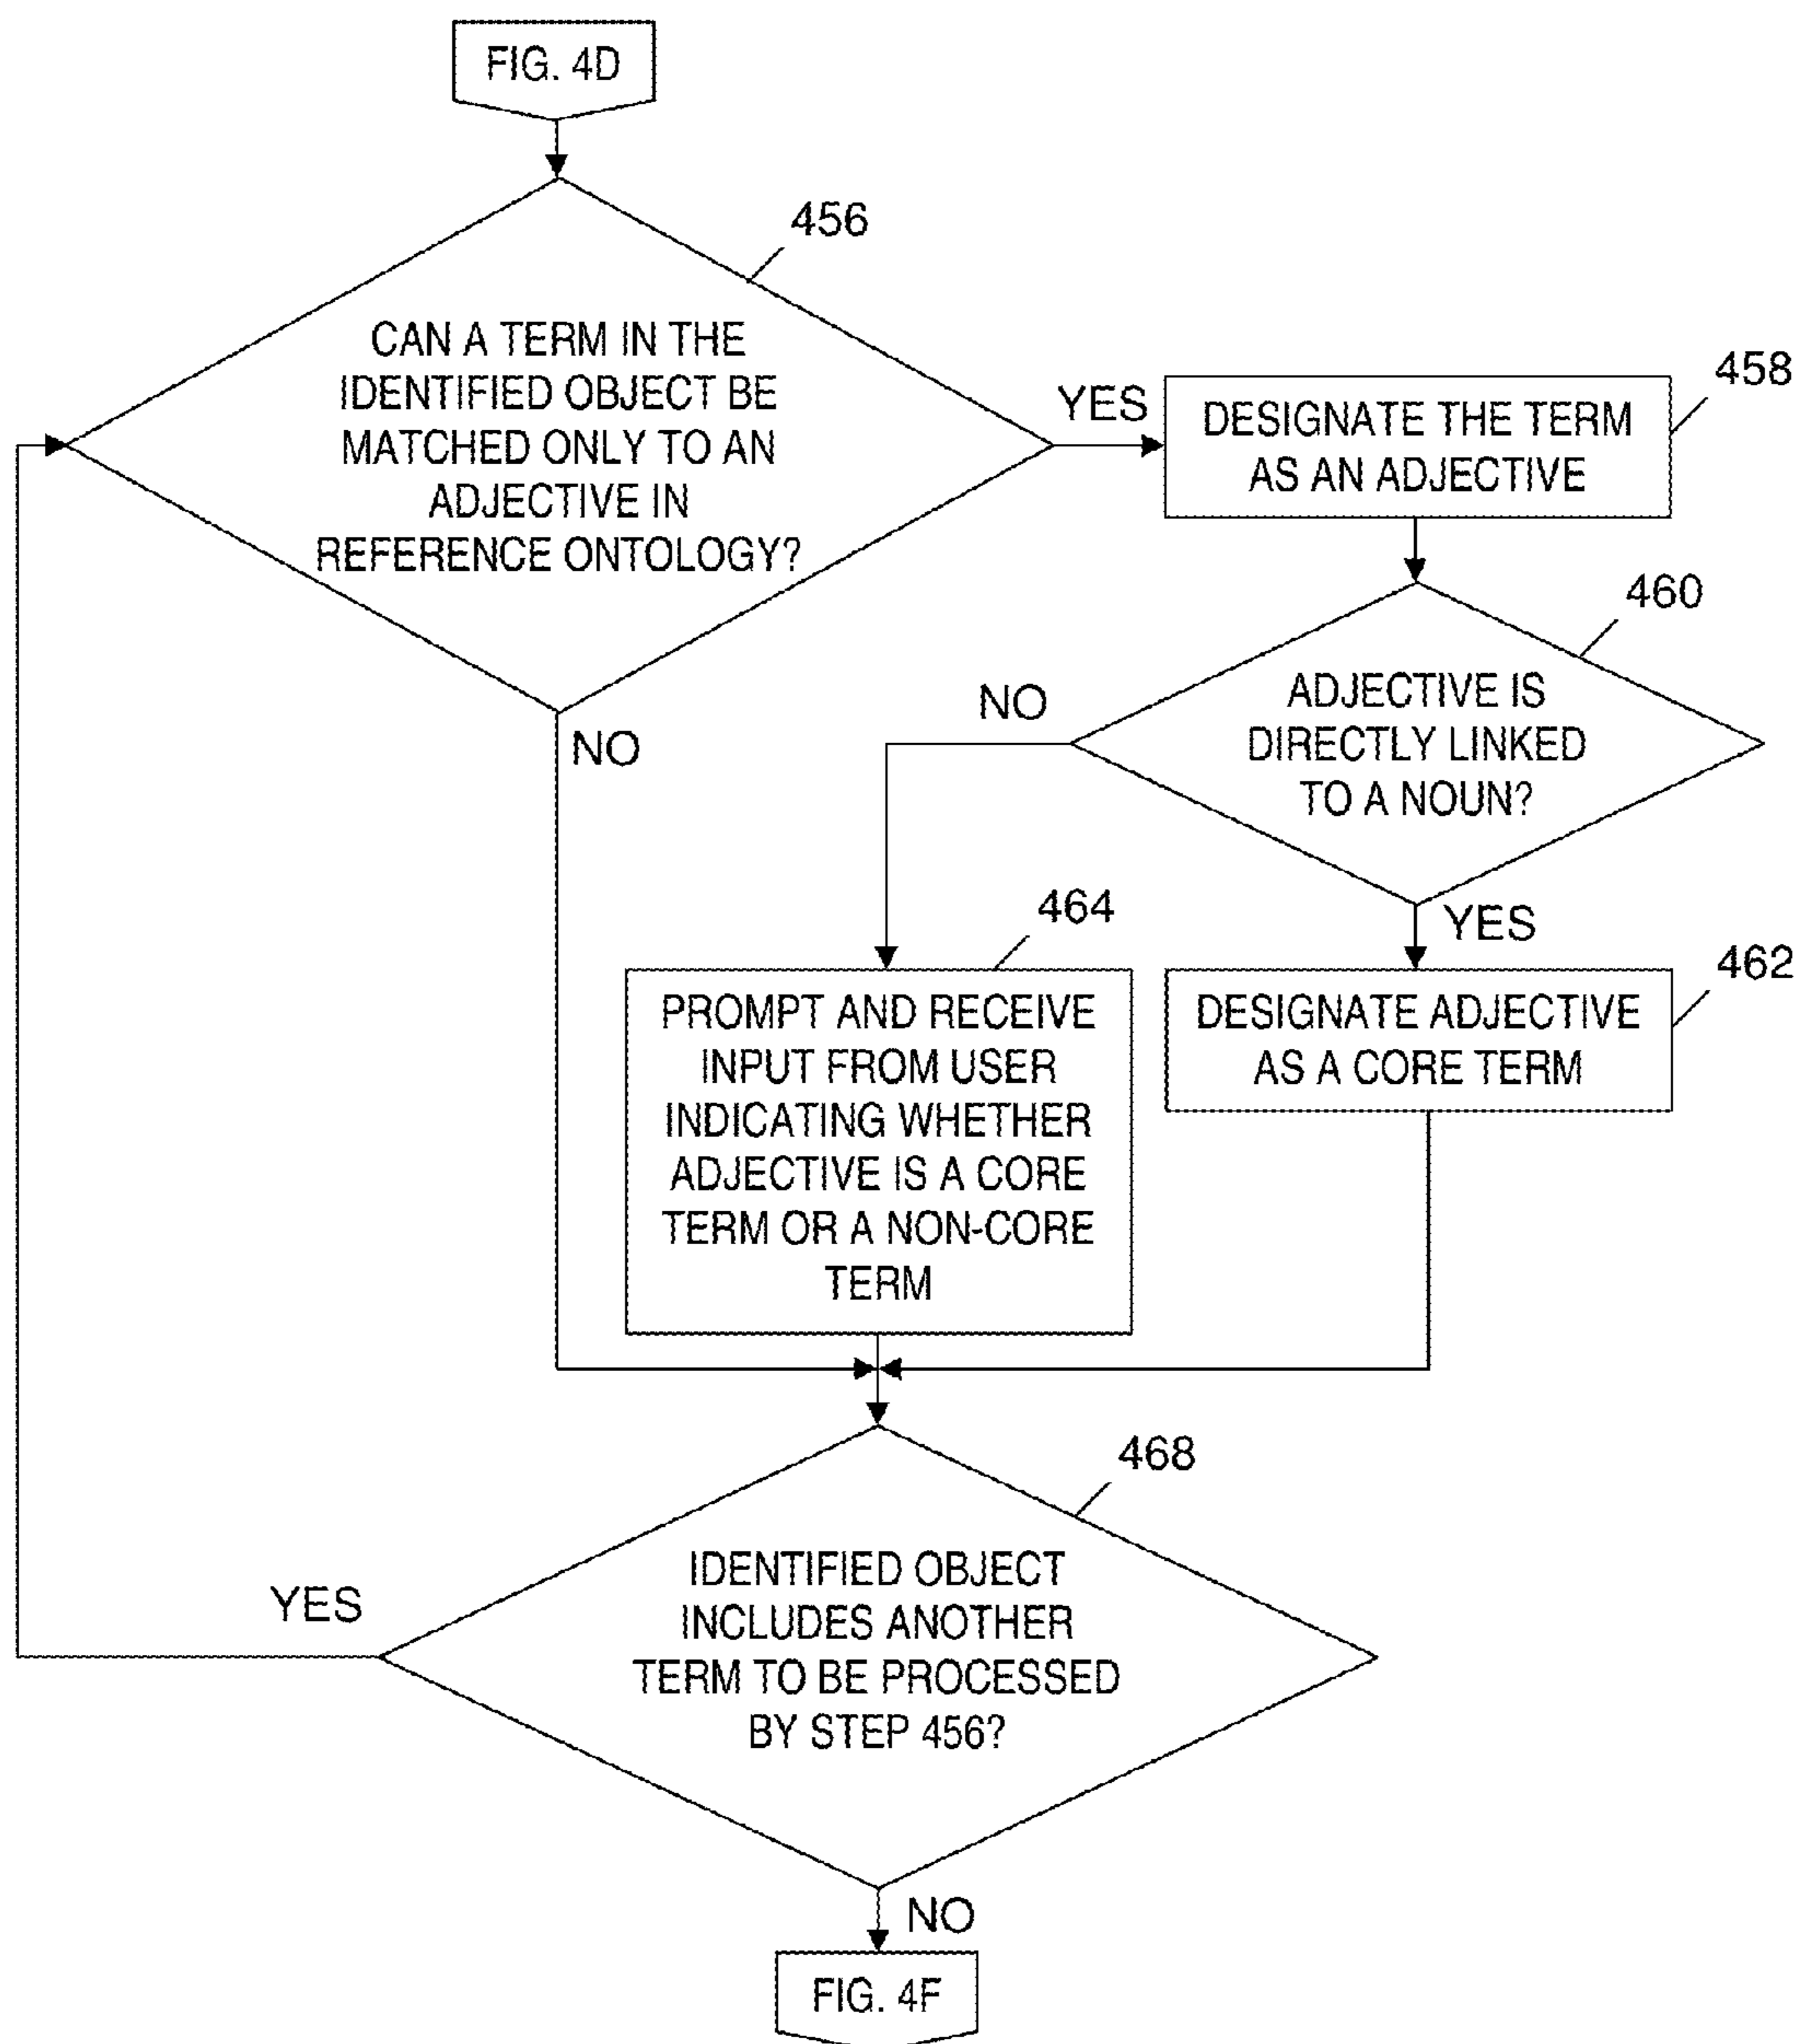 FIG. 4D
456
CAN A TERM IN THE
IDENTIFIED OBJECT BE
MATCHED ONLY TO AN
ADJECTIVE IN
REFERENCE ONTOLOGY?
YES
458
DESIGNATE THE TERM
AS AN ADJECTIVE
460
ADJECTIVE IS
DIRECTLY LINKED
TO A NOUN?
NO
NO
YES
464
PROMPT AND RECEIVE
INPUT FROM USER
INDICATING WHETHER
ADJECTIVE IS A CORE
TERM OR A NON-CORE
TERM
462
DESIGNATE ADJECTIVE
AS A CORE TERM
468
IDENTIFIED OBJECT
INCLUDES ANOTHER
TERM TO BE PROCESSED
BY STEP 456?
YES
NO
FIG. 4F